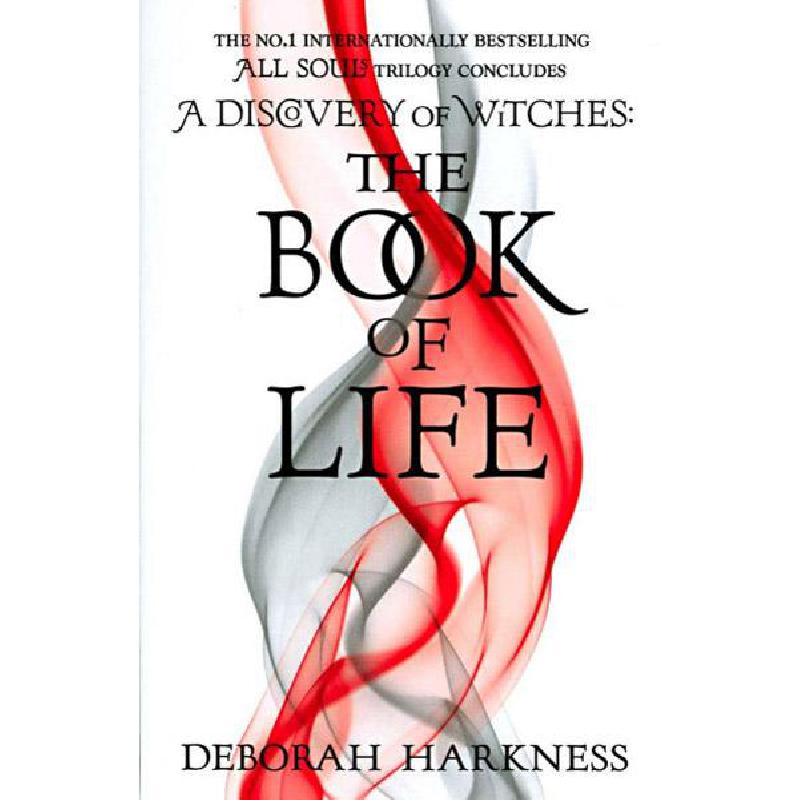 THE NO.1 INTERNATIONALLY BESTSELLING
ALL SOULS TRILOGY CONCLUDES
A DISCOVERY OF WiTCHES:
THE
BOOK
OF
LIFE
DEBORAH HARKNESS